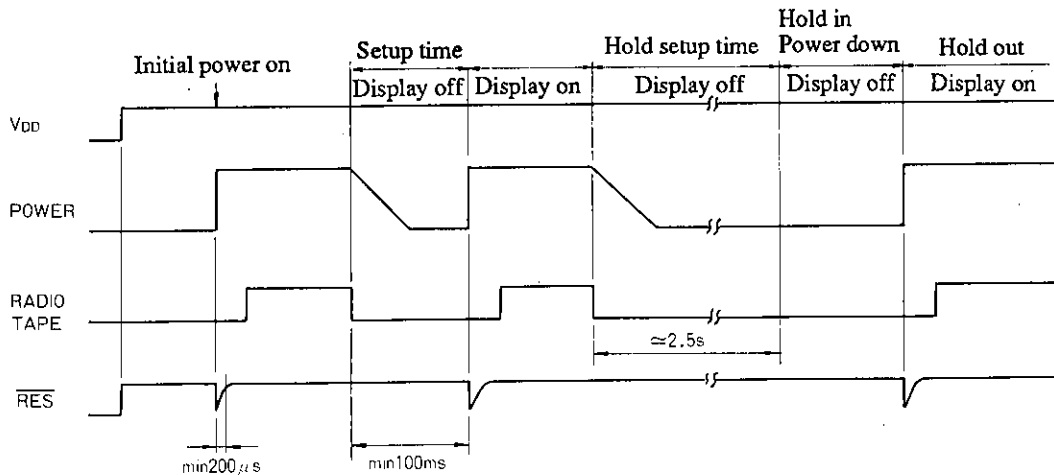 Hold in
Setup time Hold setup time Power down Hold out
Initial power on
Display off Display on Display off Display off Display on
VDD
POWER
RADIO
TAPE
≃2.5s
RES
min200μs min100ms